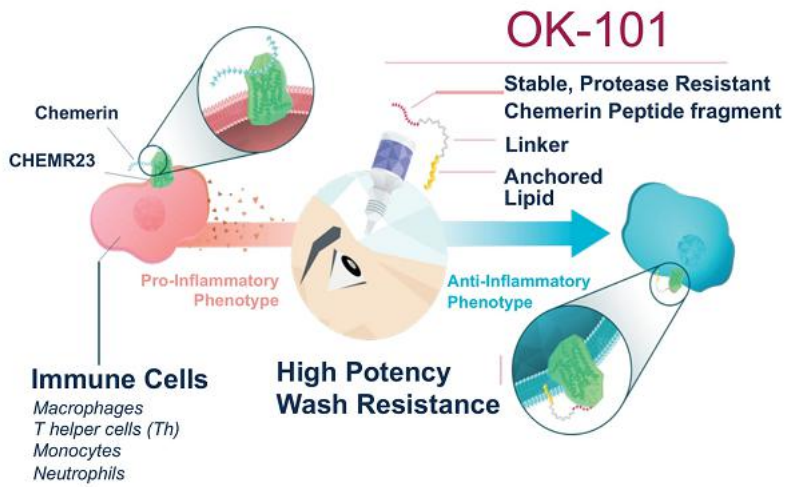 OK-101
Stable, Protease Resistant
Chemerin Peptide fragment
Linker
Anchored
Lipid
Chemerin
CHEMR23
Pro-Inflammatory
Phenotype
Anti-Inflammatory
Phenotype
Immune Cells
Macrophages
T helper cells (Th)
Monocytes
Neutrophils
High Potency
Wash Resistance